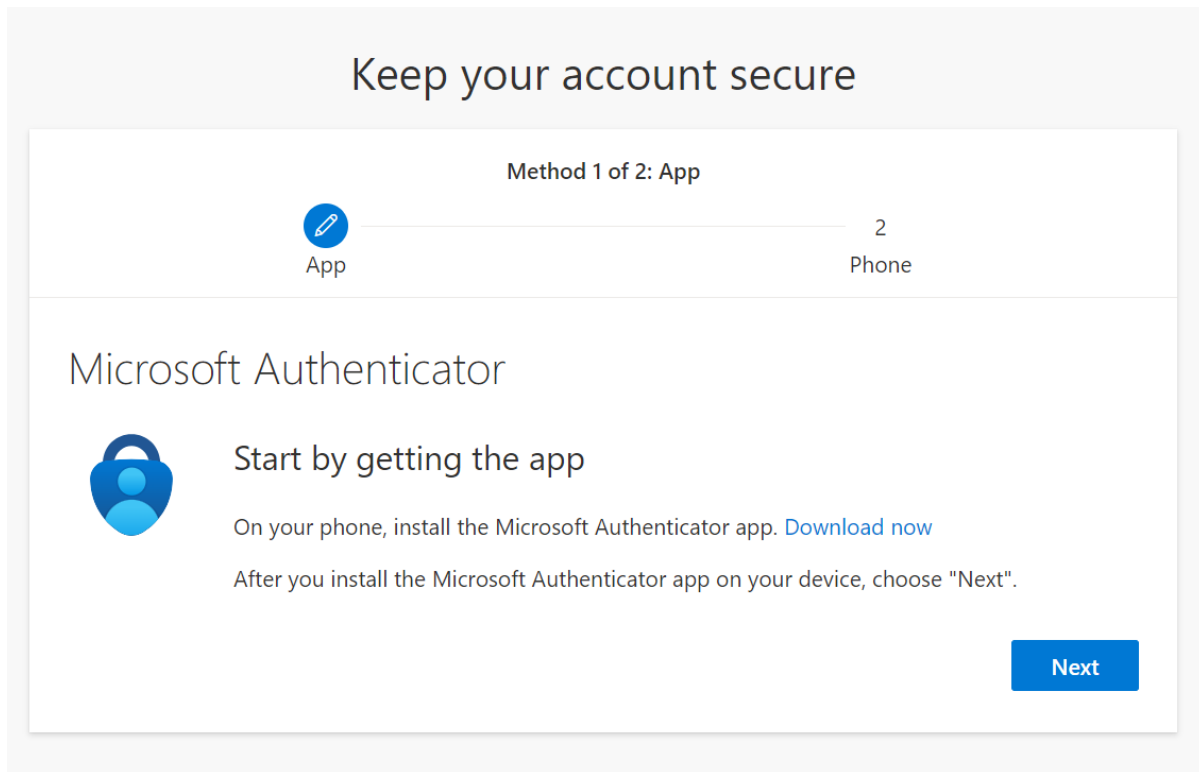 Keep your account secure
Method 1 of 2: App
2
App
Phone
Microsoft Authenticator
Start by getting the app
On your phone, install the Microsoft Authenticator app. Download now
After you install the Microsoft Authenticator app on your device, choose "Next".
Next